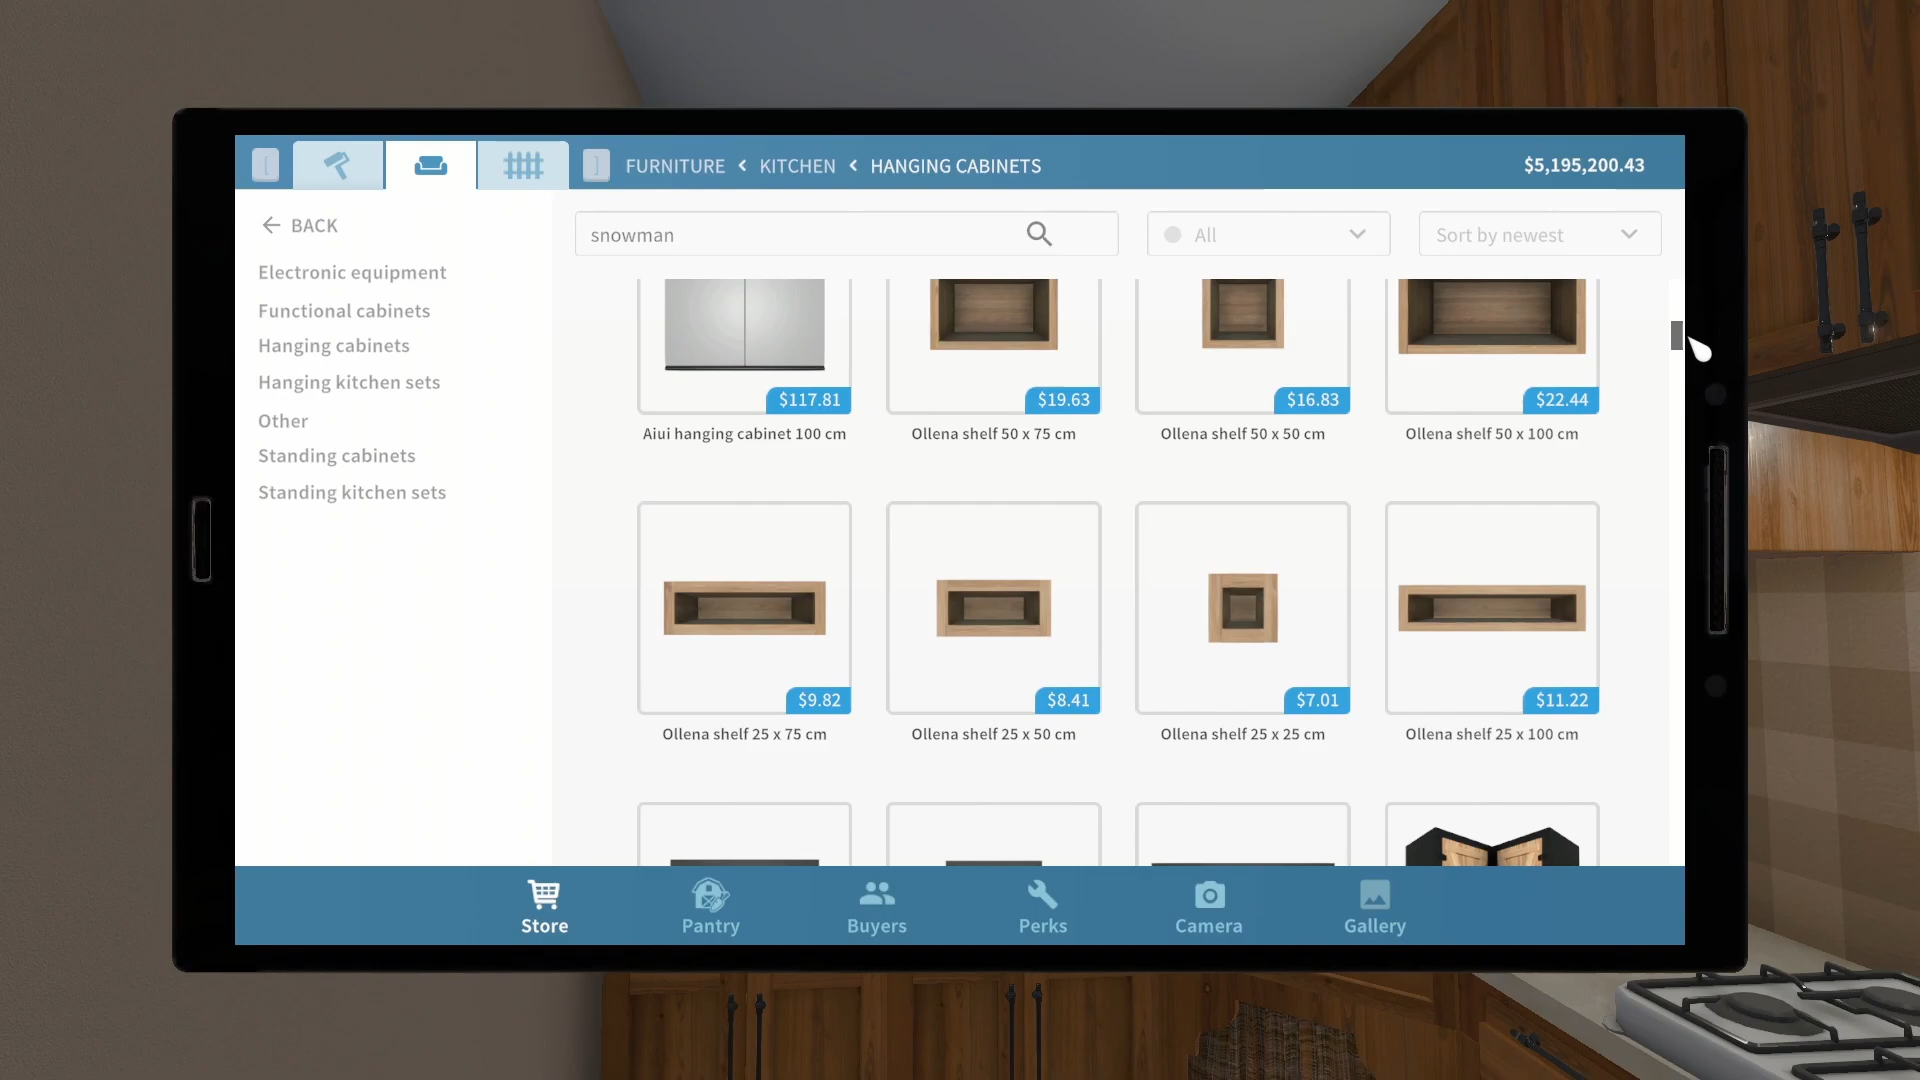 FURNITURE < KITCHEN < HANGING CABINETS
$5,195,200.43
BACK
snowman
All
Sort by newest
Electronic equipment
Functional cabinets
Hanging cabinets
Hanging kitchen sets
Other
Standing cabinets
Standing kitchen sets
$117.81
$19.63
$16.83
$22.44
Aiui hanging cabinet 100 cm
Ollena shelf 50 x 75 cm
Ollena shelf 50 x 50 cm
Ollena shelf 50 x 100 cm
$9.82
$8.41
$7.01
$11.22
Ollena shelf 25 x 75 cm
Ollena shelf 25 x 50 cm
Ollena shelf 25 x 25 cm
Ollena shelf 25 x 100 cm
Store
Pantry
Buyers
Perks
Camera
Gallery